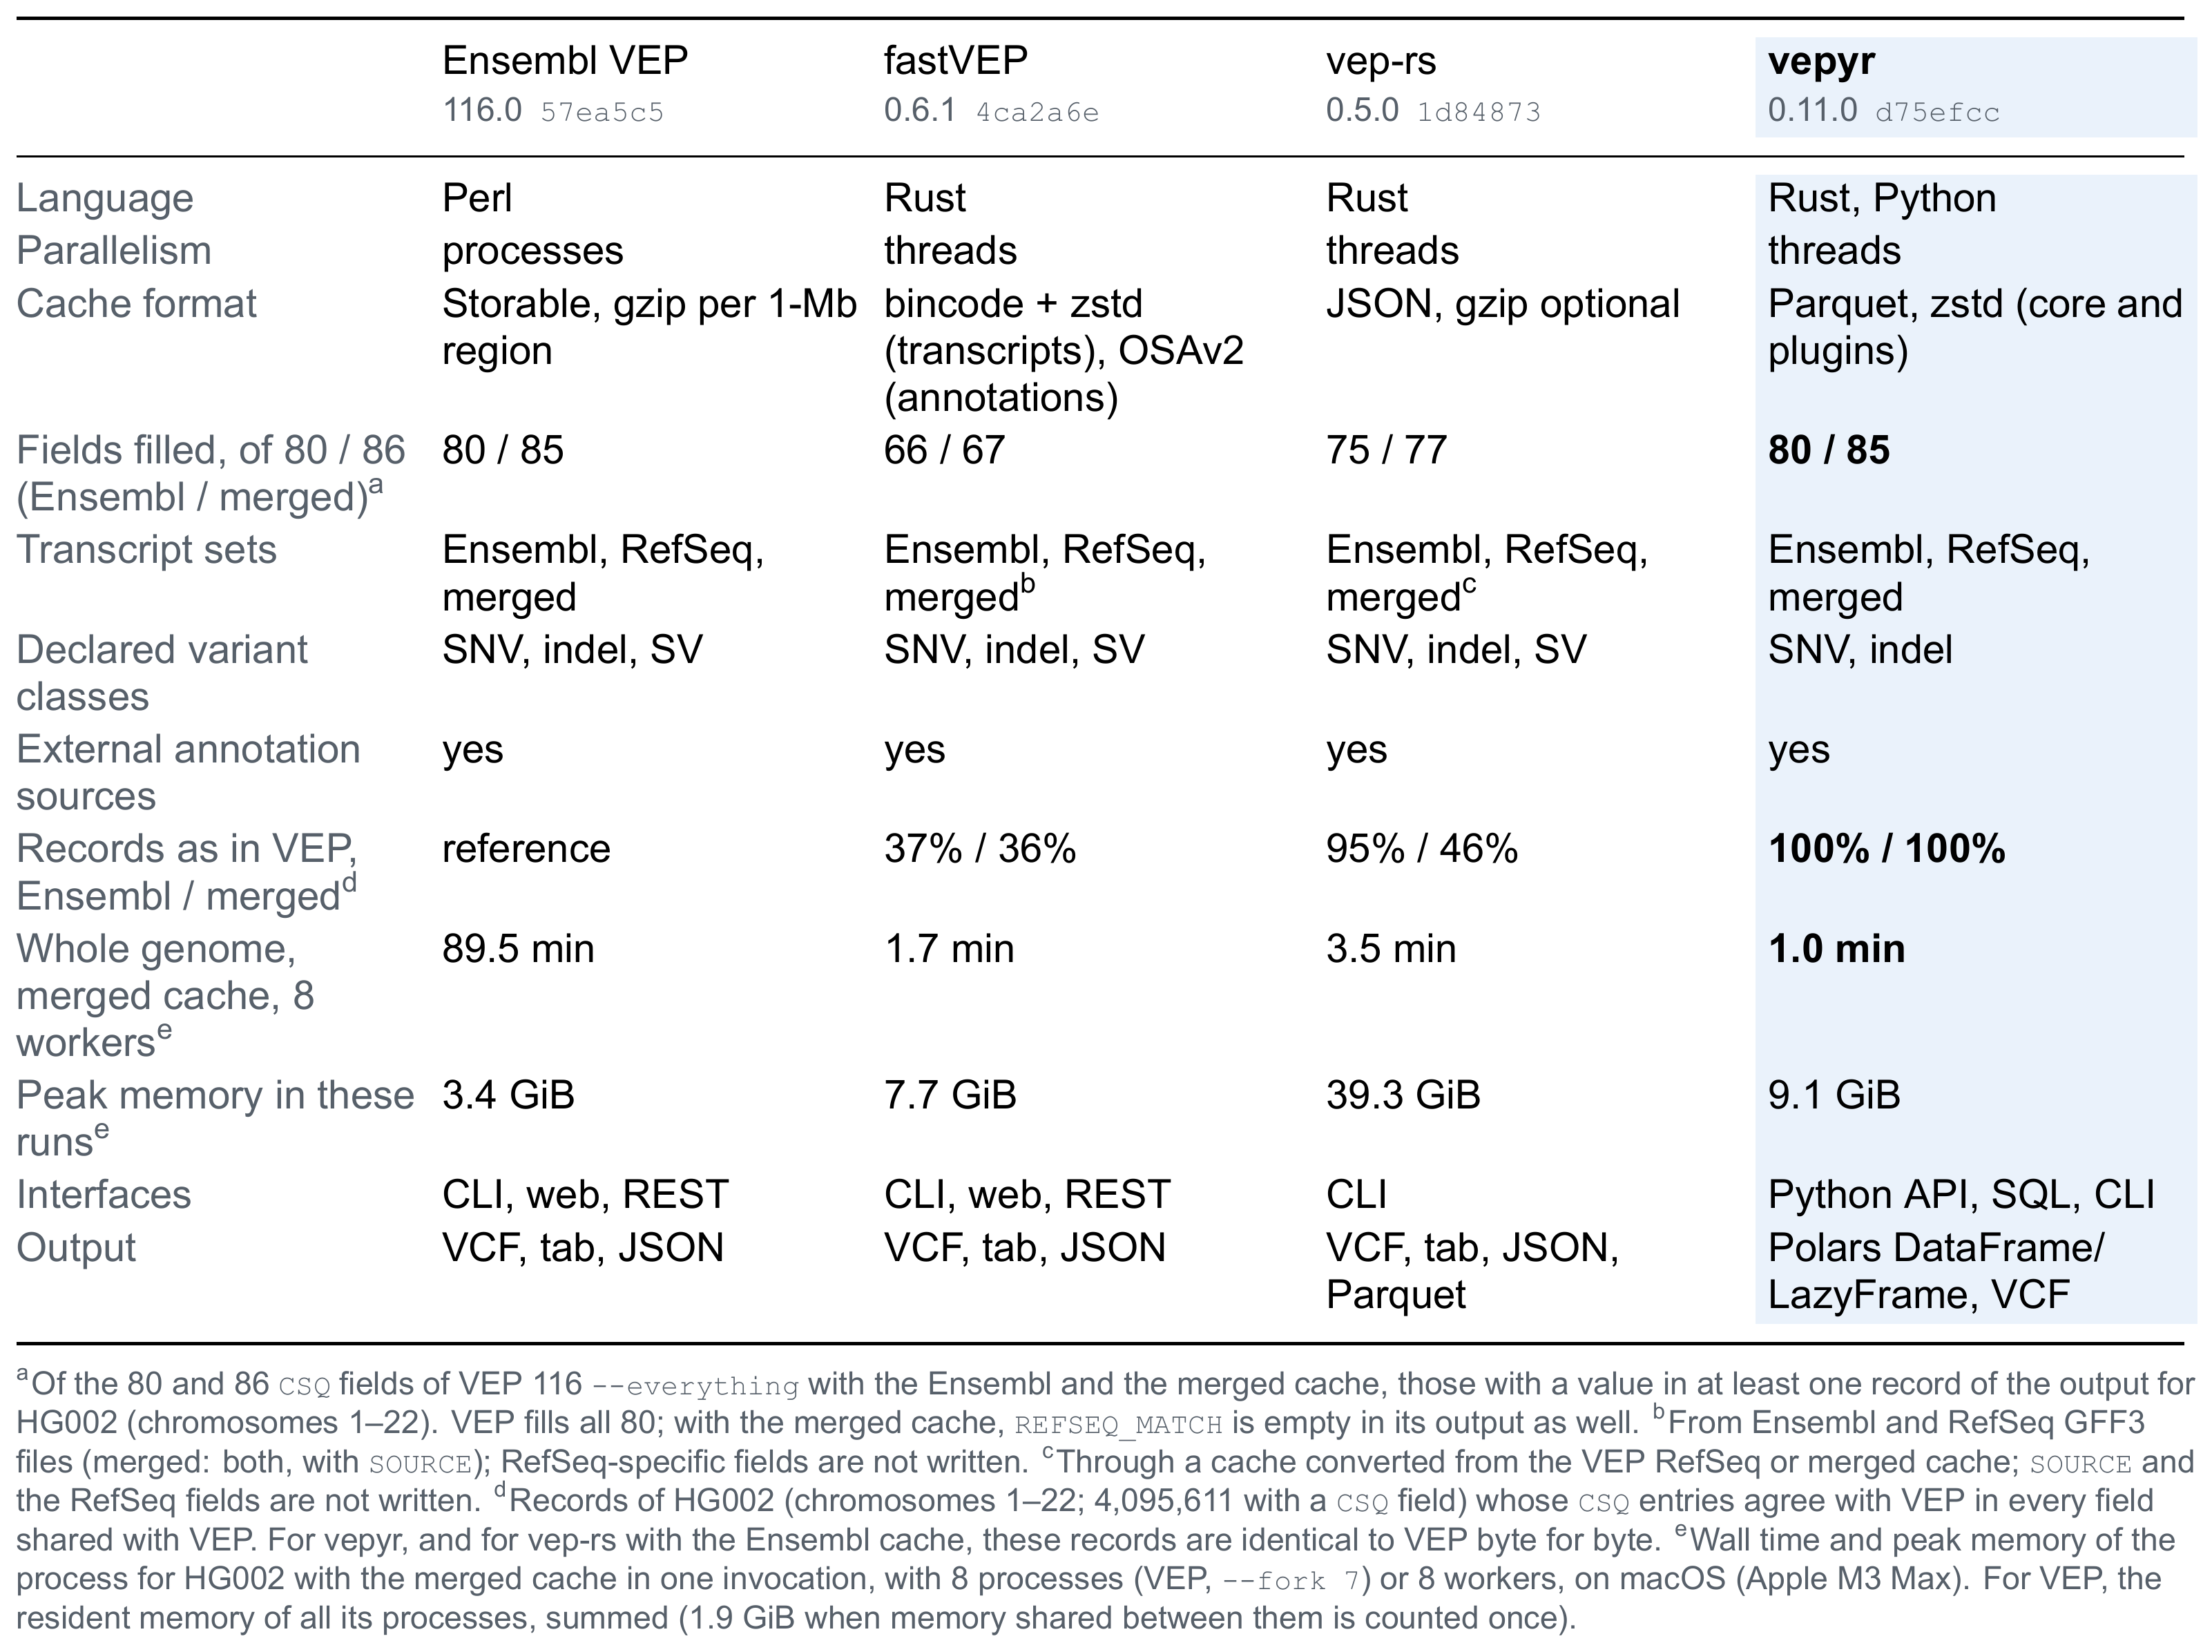 Ensembl VEP fastVEP vep-rs vepyr
116.0 57ea5c5 0.6.1 4ca2a6e 0.5.0 1d84873 0.11.0 d75efcc
Language Perl Rust Rust Rust, Python
Parallelism processes threads threads threads
Cache format Storable, gzip per 1-Mb bincode + zstd JSON, gzip optional Parquet, zstd (core and
region (transcripts), OSAv2 plugins)
(annotations)
Fields filled, of 80 / 86 80 / 85 66 / 67 75 / 77 80 / 85
(Ensembl / merged)a
Transcript sets Ensembl, RefSeq, Ensembl, RefSeq, Ensembl, RefSeq, Ensembl, RefSeq,
merged mergedb mergedc merged
Declared variant SNV, indel, SV SNV, indel, SV SNV, indel, SV SNV, indel
classes
External annotation yes yes yes yes
sources
Records as in VEP, reference 37% / 36% 95% / 46% 100% / 100%
Ensembl / mergedd
Whole genome, 89.5 min 1.7 min 3.5 min 1.0 min
merged cache, 8
workerse
Peak memory in these 3.4 GiB 7.7 GiB 39.3 GiB 9.1 GiB
runse
Interfaces CLI, web, REST CLI, web, REST CLI Python API, SQL, CLI
Output VCF, tab, JSON VCF, tab, JSON VCF, tab, JSON, Polars DataFrame/
Parquet LazyFrame, VCF
aOf the 80 and 86 CSQ fields of VEP 116 --everything with the Ensembl and the merged cache, those with a value in at least one record of the output for
HG002 (chromosomes 1–22). VEP fills all 80; with the merged cache, REFSEQ_MATCH is empty in its output as well. bFrom Ensembl and RefSeq GFF3
files (merged: both, with SOURCE); RefSeq-specific fields are not written. cThrough a cache converted from the VEP RefSeq or merged cache; SOURCE and
the RefSeq fields are not written. dRecords of HG002 (chromosomes 1–22; 4,095,611 with a CSQ field) whose CSQ entries agree with VEP in every field
shared with VEP. For vepyr, and for vep-rs with the Ensembl cache, these records are identical to VEP byte for byte. eWall time and peak memory of the
process for HG002 with the merged cache in one invocation, with 8 processes (VEP, --fork 7) or 8 workers, on macOS (Apple M3 Max). For VEP, the
resident memory of all its processes, summed (1.9 GiB when memory shared between them is counted once).